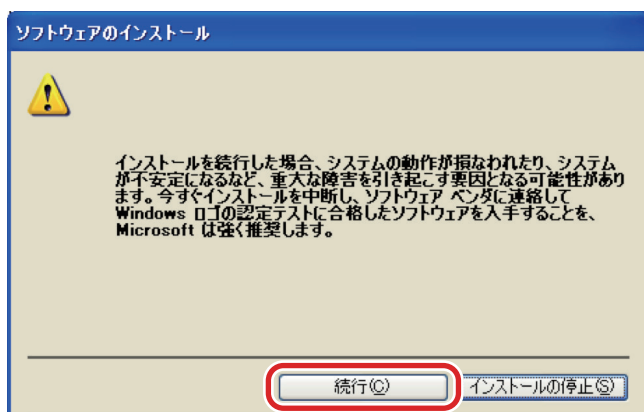 ソフトウェアのインストール
インストールを続行した場合、システムの動作が損なわれたり、システム
が不安定になるなど、重大な障害を引き起こす要因となる可能性があり
ます。今すぐインストールを中断し、ソフトウェア ベンダに連絡して
Windows ロゴの認定テストに合格したソフトウェアを入手することを、
Microsoft は強く推奨します。
続行(C)
インストールの停止(S)